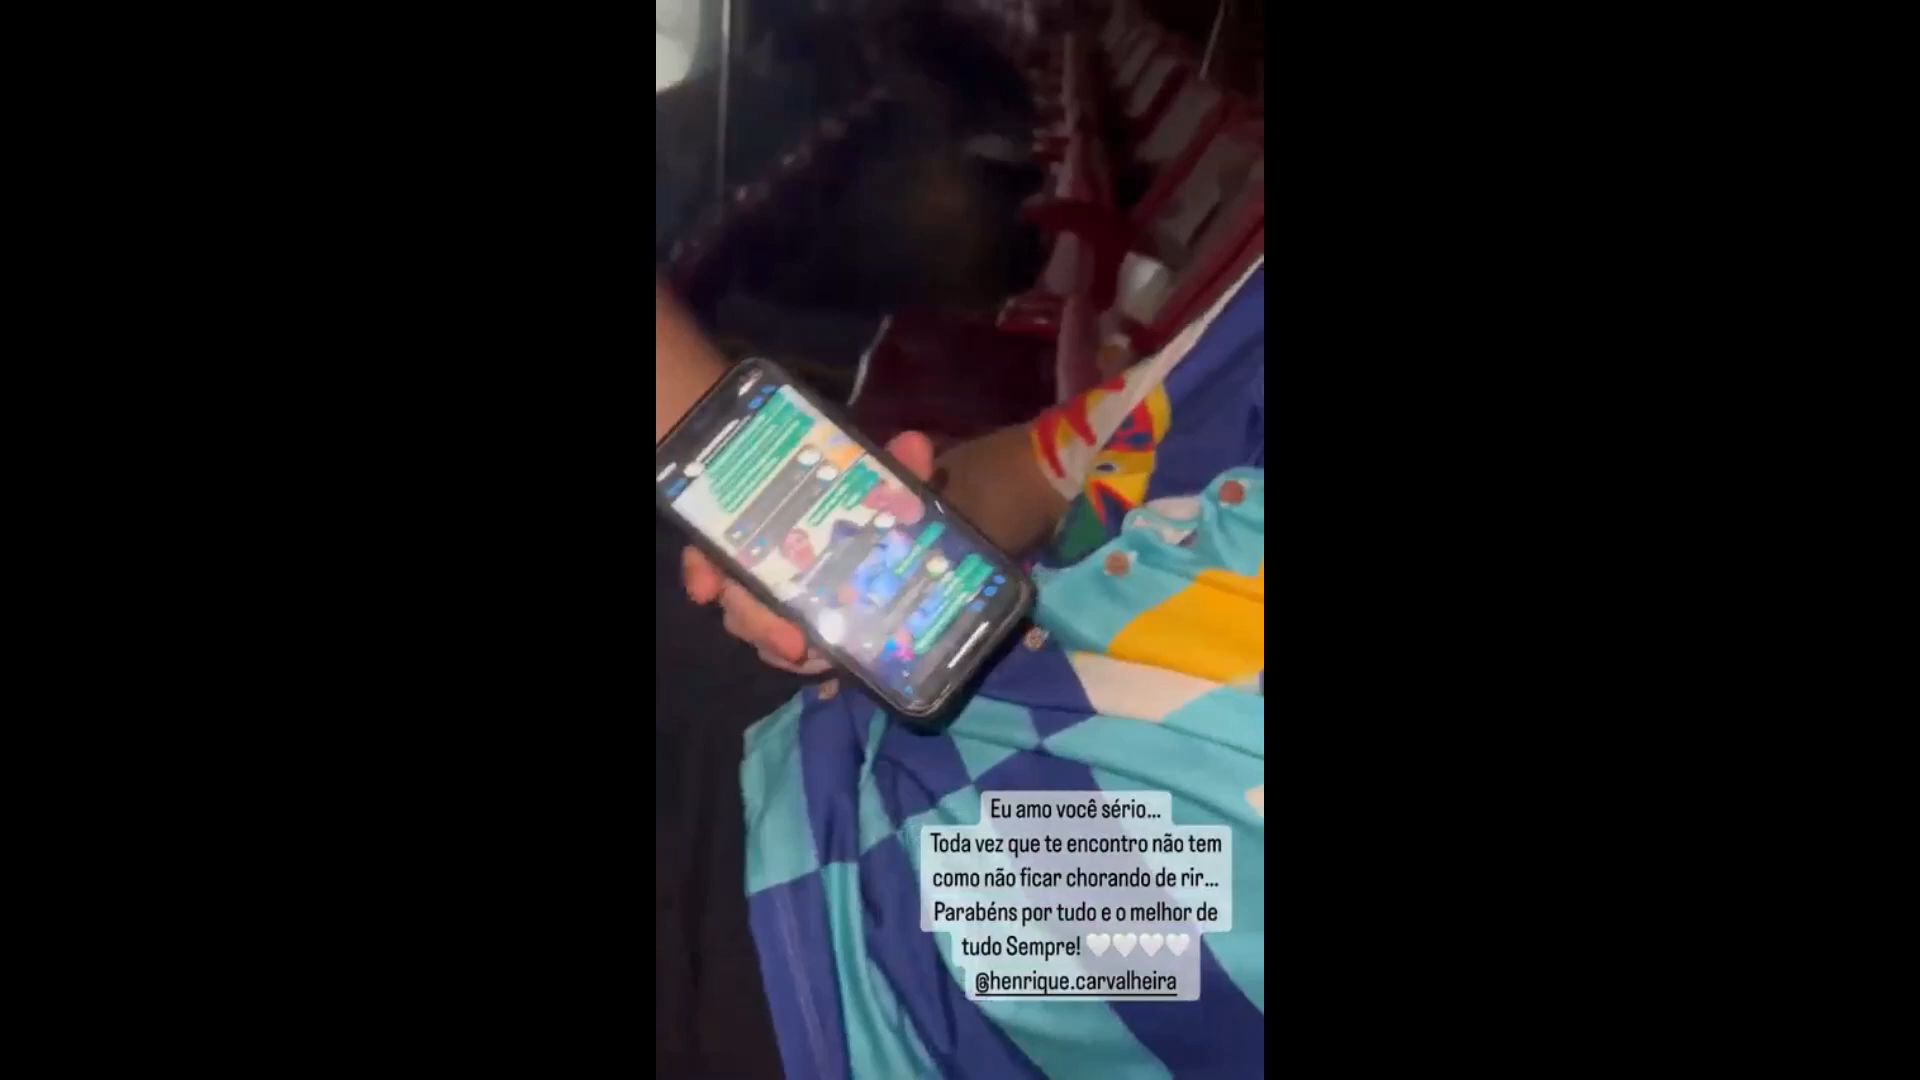 Eu amo você sério...
Toda vez que te encontro não tem
como não ficar chorando de rir...
Parabéns por tudo e o melhor de
tudo Sempre! 🤍🤍🤍🤍
@henrique.carvalheira